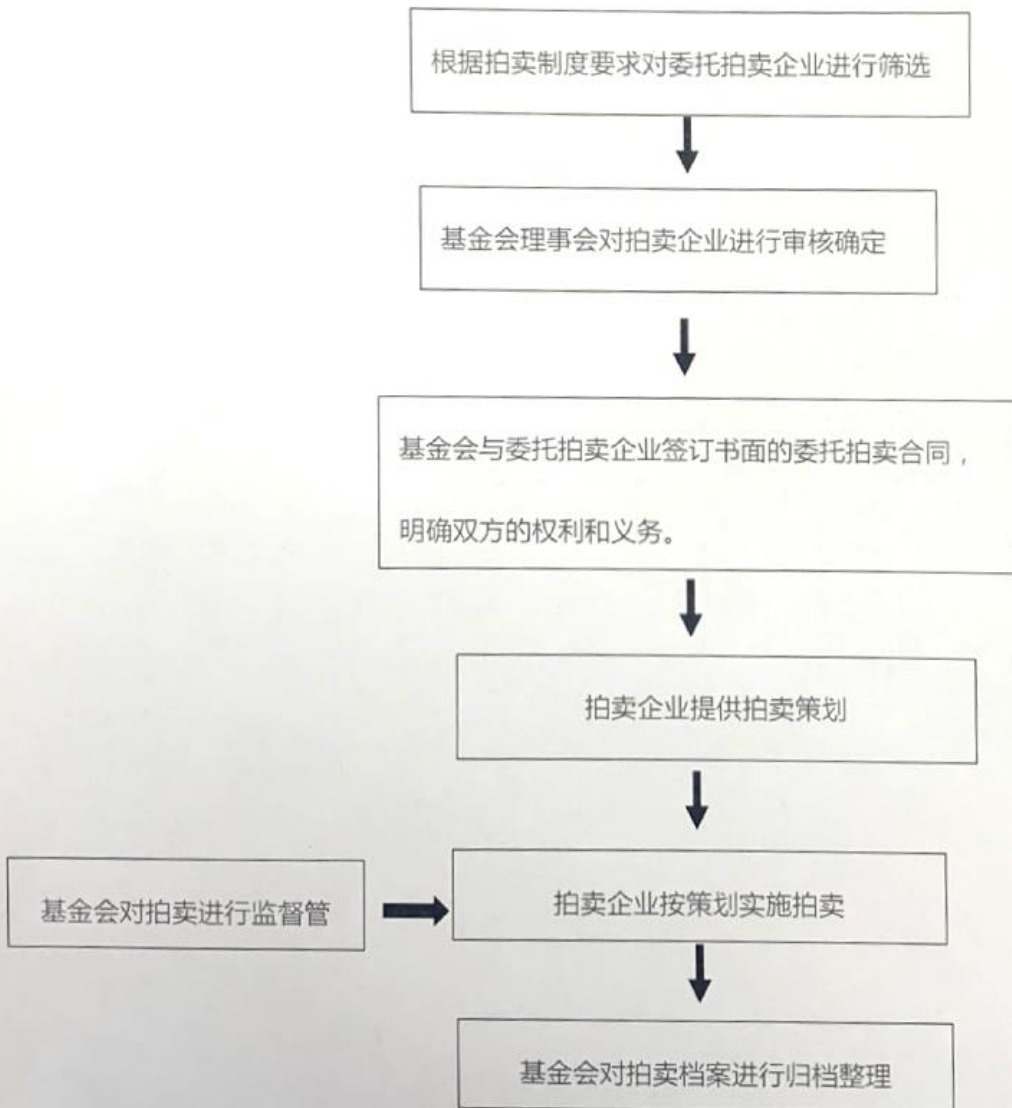 根据拍卖制度要求对委托拍卖企业进行筛选
基金会理事会对拍卖企业进行审核确定
基金会与委托拍卖企业签订书面的委托拍卖合同，
明确双方的权利和义务。
拍卖企业提供拍卖策划
基金会对拍卖进行监督管
拍卖企业按策划实施拍卖
基金会对拍卖档案进行归档整理